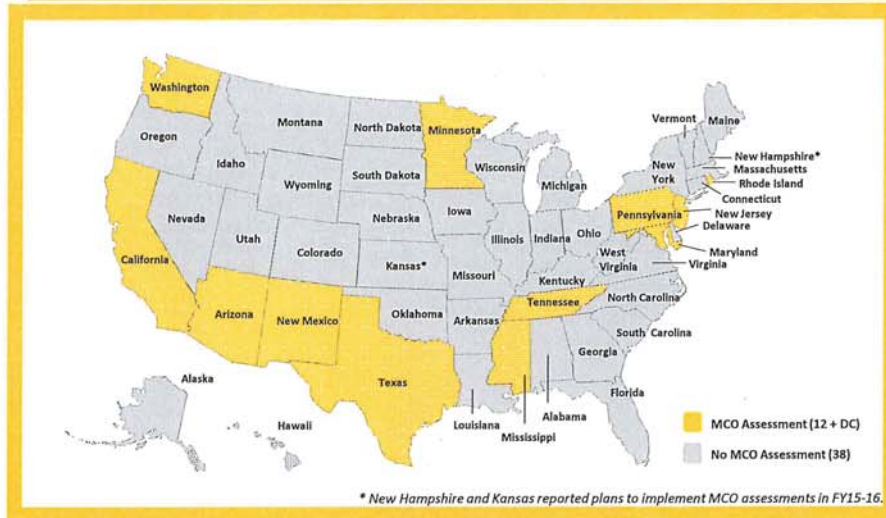 Washington
Montana
North Dakota
Minnesota
Vermont
Maine
Oregon
Idaho
South Dakota
Wisconsin
New Hampshire*
Massachusetts
New
York
Rhode Island
Connecticut
Wyoming
Michigan
Nevada
Nebraska
Iowa
Pennsylvania
New Jersey
Delaware
Utah
Colorado
Illinois
Indiana
Ohio
Maryland
California
Kansas*
Missouri
West
Virginia
Virginia
Kentucky
Arizona
New Mexico
Oklahoma
Arkansas
Tennessee
North Carolina
South Carolina
Texas
Georgia
Alaska
Hawaii
Louisiana
Mississippi
Alabama
Florida
MCO Assessment (12 + DC)
No MCO Assessment (38)
* New Hampshire and Kansas reported plans to implement MCO assessments in FY15-16.